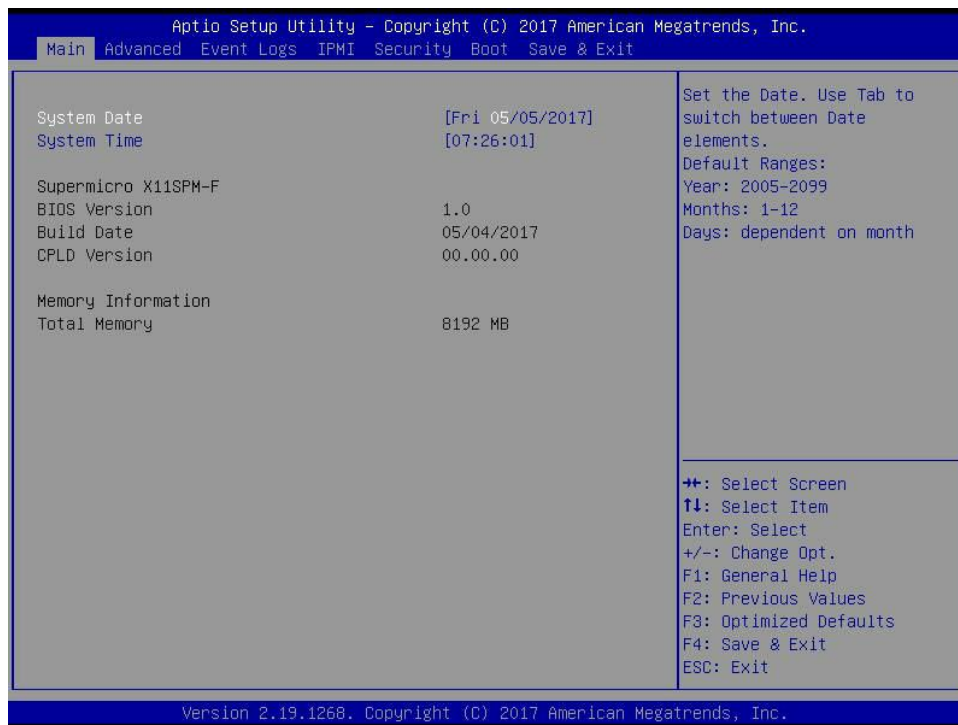 Aptio Setup Utility – Copyright (C) 2017 American Megatrends, Inc.
Main Advanced Event Logs IPMI Security Boot Save & Exit
System Date [Fri 05/05/2017]
System Time [07:26:01]
Supermicro X11SPM-F
BIOS Version 1.0
Build Date 05/04/2017
CPLD Version 00.00.00
Memory Information
Total Memory 8192 MB
Set the Date. Use Tab to
switch between Date
elements.
Default Ranges:
Year: 2005-2099
Months: 1-12
Days: dependent on month
→←: Select Screen
↑↓: Select Item
Enter: Select
+/-: Change Opt.
F1: General Help
F2: Previous Values
F3: Optimized Defaults
F4: Save & Exit
ESC: Exit
Version 2.19.1268. Copyright (C) 2017 American Megatrends, Inc.